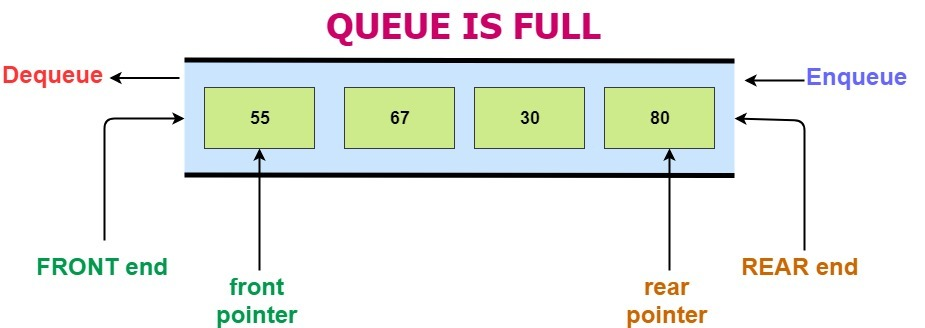 QUEUE IS FULL
Dequeue
Enqueue
55
67
30
80
FRONT end
REAR end
front
pointer
rear
pointer